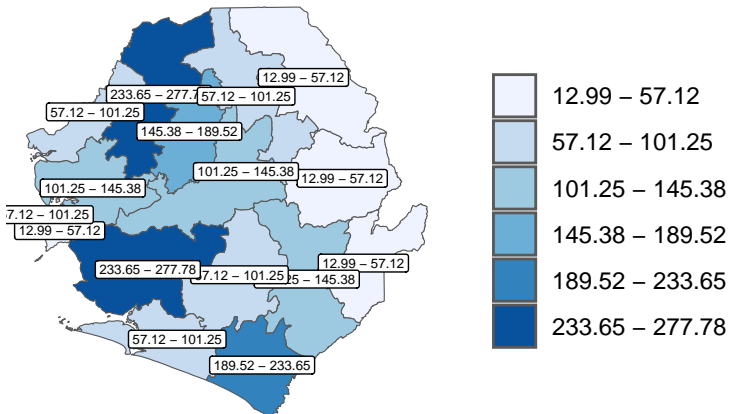 12.99 – 57.12
233.65 – 277.7
57.12 – 101.25
57.12 – 101.25
145.38 – 189.52
101.25 – 145.38
12.99 – 57.12
101.25 – 145.38
57.12 – 101.25
12.99 – 57.12
12.99 – 57.12
233.65 – 277.78
57.12 – 101.25
25 – 145.38
57.12 – 101.25
189.52 – 233.65
12.99 – 57.12
57.12 – 101.25
101.25 – 145.38
145.38 – 189.52
189.52 – 233.65
233.65 – 277.78